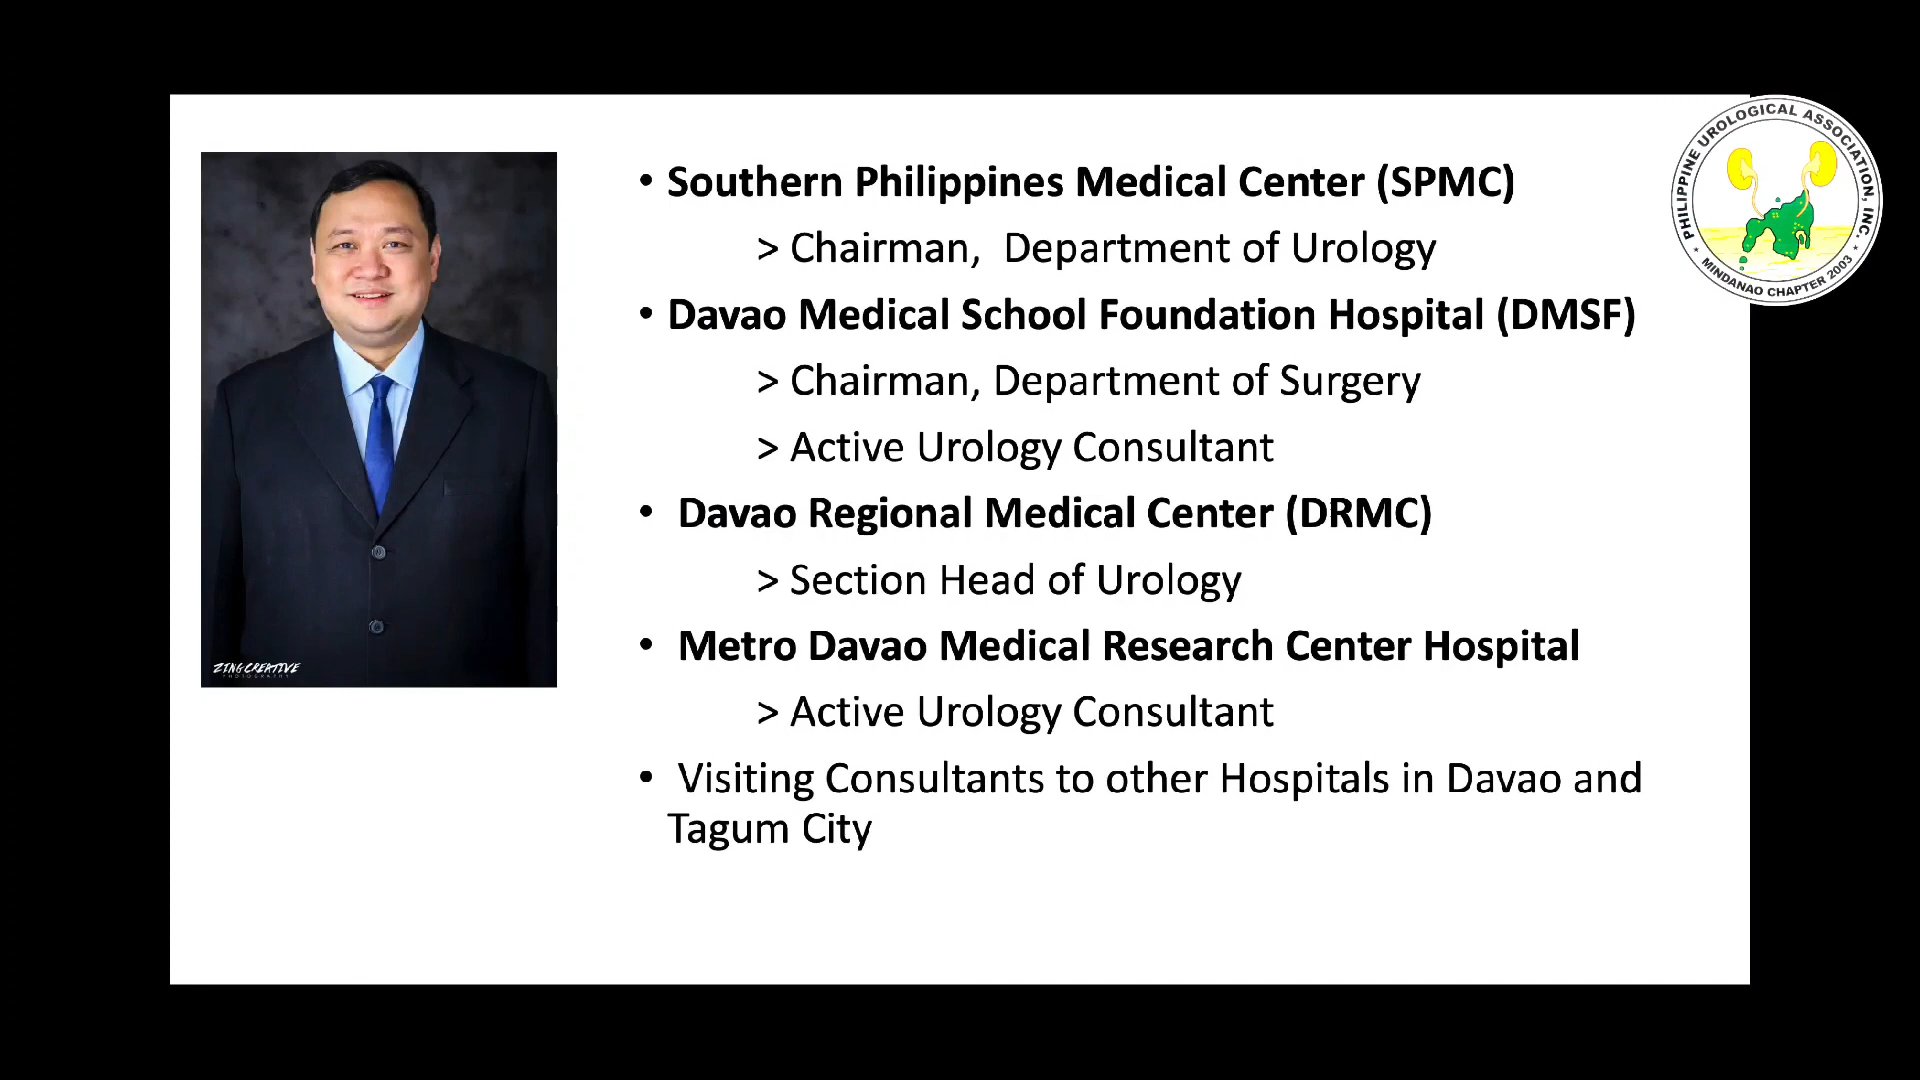 • Southern Philippines Medical Center (SPMC)
> Chairman, Department of Urology
• Davao Medical School Foundation Hospital (DMSF)
> Chairman, Department of Surgery
> Active Urology Consultant
• Davao Regional Medical Center (DRMC)
> Section Head of Urology
• Metro Davao Medical Research Center Hospital
> Active Urology Consultant
• Visiting Consultants to other Hospitals in Davao and
Tagum City
PHILIPPINE UROLOGICAL ASSOCIATION, INC.
MINDANAO CHAPTER 2003
ZINGCREATIVE
PHOTOGRAPHY